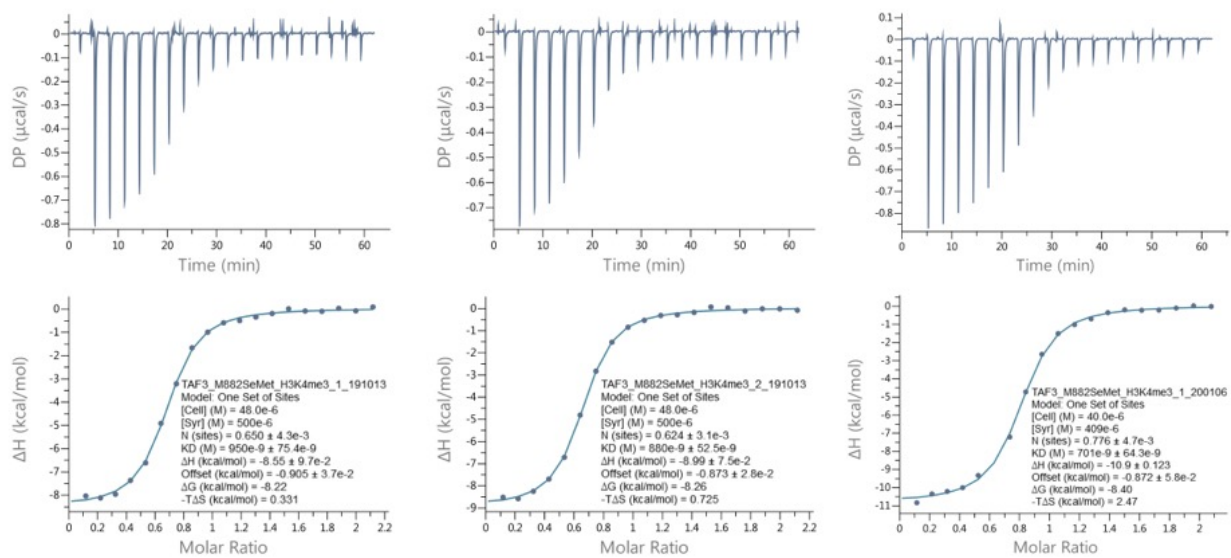 0
-0.1
-0.2
-0.3
-0.4
-0.5
-0.6
-0.7
-0.8
DP (µcal/s)
0 10 20 30 40 50 60
Time (min)
0
-0.1
-0.2
-0.3
-0.4
-0.5
-0.6
-0.7
DP (µcal/s)
0 10 20 30 40 50 60
Time (min)
0.1
0
-0.1
-0.2
-0.3
-0.4
-0.5
-0.6
-0.7
-0.8
DP (µcal/s)
0 10 20 30 40 50 60
Time (min)
0
-1
-2
-3
-4
-5
-6
-7
-8
ΔH (kcal/mol)
TAF3_M882SeMet_H3K4me3_1_191013
Model: One Set of Sites
[Cell] (M) = 48.0e-6
[Syr] (M) = 500e-6
N (sites) = 0.650 ± 4.3e-3
KD (M) = 950e-9 ± 75.4e-9
ΔH (kcal/mol) = -8.55 ± 9.7e-2
Offset (kcal/mol) = -0.905 ± 3.7e-2
ΔG (kcal/mol) = -8.22
-TΔS (kcal/mol) = 0.331
0 0.2 0.4 0.6 0.8 1 1.2 1.4 1.6 1.8 2 2.2
Molar Ratio
0
-1
-2
-3
-4
-5
-6
-7
-8
-9
ΔH (kcal/mol)
TAF3_M882SeMet_H3K4me3_2_191013
Model: One Set of Sites
[Cell] (M) = 48.0e-6
[Syr] (M) = 500e-6
N (sites) = 0.624 ± 3.1e-3
KD (M) = 880e-9 ± 52.5e-9
ΔH (kcal/mol) = -8.99 ± 7.5e-2
Offset (kcal/mol) = -0.873 ± 2.8e-2
ΔG (kcal/mol) = -8.26
-TΔS (kcal/mol) = 0.725
0 0.2 0.4 0.6 0.8 1 1.2 1.4 1.6 1.8 2 2.2
Molar Ratio
0
-1
-2
-3
-4
-5
-6
-7
-8
-9
-10
-11
ΔH (kcal/mol)
TAF3_M882SeMet_H3K4me3_1_200106
Model: One Set of Sites
[Cell] (M) = 40.0e-6
[Syr] (M) = 409e-6
N (sites) = 0.776 ± 4.7e-3
KD (M) = 701e-9 ± 64.3e-9
ΔH (kcal/mol) = -10.9 ± 0.123
Offset (kcal/mol) = -0.872 ± 5.8e-2
ΔG (kcal/mol) = -8.40
-TΔS (kcal/mol) = 2.47
0 0.2 0.4 0.6 0.8 1 1.2 1.4 1.6 1.8 2
Molar Ratio